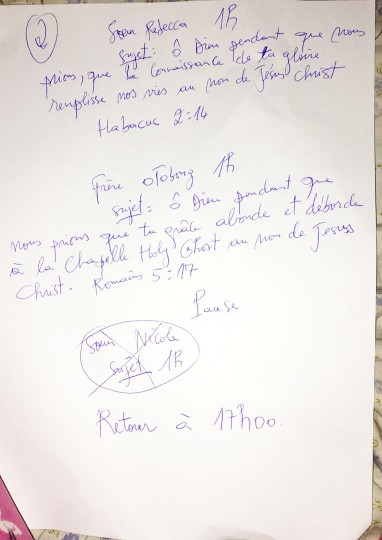 2
Sœur Rebecca 1h
Sujet: Ô Dieu pendant que nous
prions, que la connaissance de ta gloire
remplisse nos vies au non de Jésus Christ
Habacuc 2:14
Frère OToBong 1h
Sujet: Ô Dieu pendant que
nous prions que ta grâte abonde et déborde
à la Chapelle Holy Ghost au non de Jesus
Christ. Romains 5:17
Pause
Sœur Nicole
Sujet 1h
Retour à 17h00.